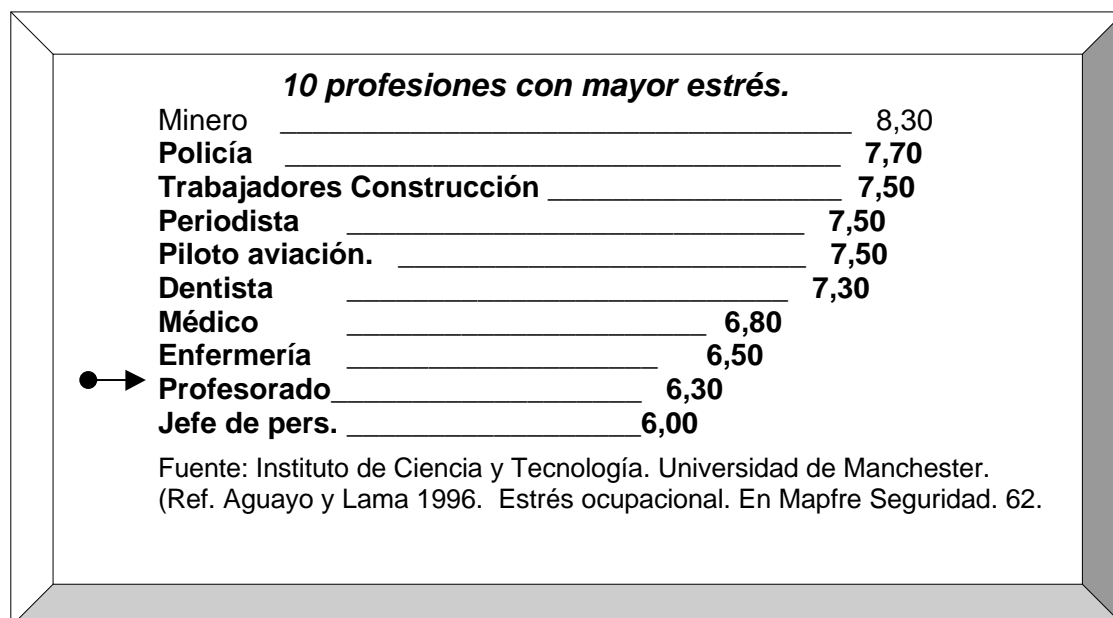 10 profesiones con mayor estrés.
Minero ___________________________________ 8,30
Policía __________________________________ 7,70
Trabajadores Construcción __________________ 7,50
Periodista ____________________________ 7,50
Piloto aviación. _________________________ 7,50
Dentista ___________________________ 7,30
Médico ______________________ 6,80
Enfermería ___________________ 6,50
Profesorado___________________ 6,30
Jefe de pers. __________________6,00
Fuente: Instituto de Ciencia y Tecnología. Universidad de Manchester.
(Ref. Aguayo y Lama 1996. Estrés ocupacional. En Mapfre Seguridad. 62.